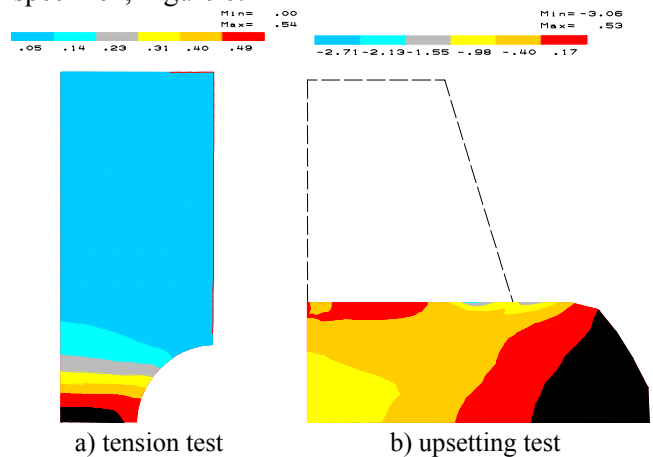 Min= .00
Max= .54
.05 .14 .23 .31 .40 .49
Min=-3.06
Max= .53
-2.71 -2.13 -1.55 -.98 -.40 .17
a) tension test
b) upsetting test